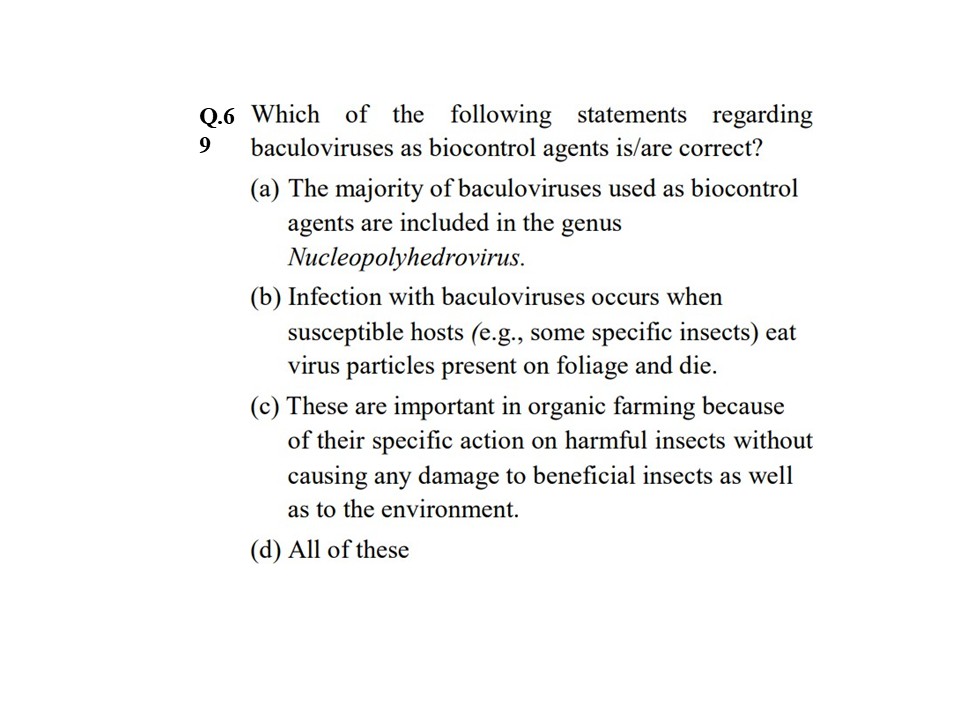 Q.6 Which of the following statements regarding
9 baculoviruses as biocontrol agents is/are correct?
(a) The majority of baculoviruses used as biocontrol
agents are included in the genus
Nucleopolyhedrovirus.
(b) Infection with baculoviruses occurs when
susceptible hosts (e.g., some specific insects) eat
virus particles present on foliage and die.
(c) These are important in organic farming because
of their specific action on harmful insects without
causing any damage to beneficial insects as well
as to the environment.
(d) All of these